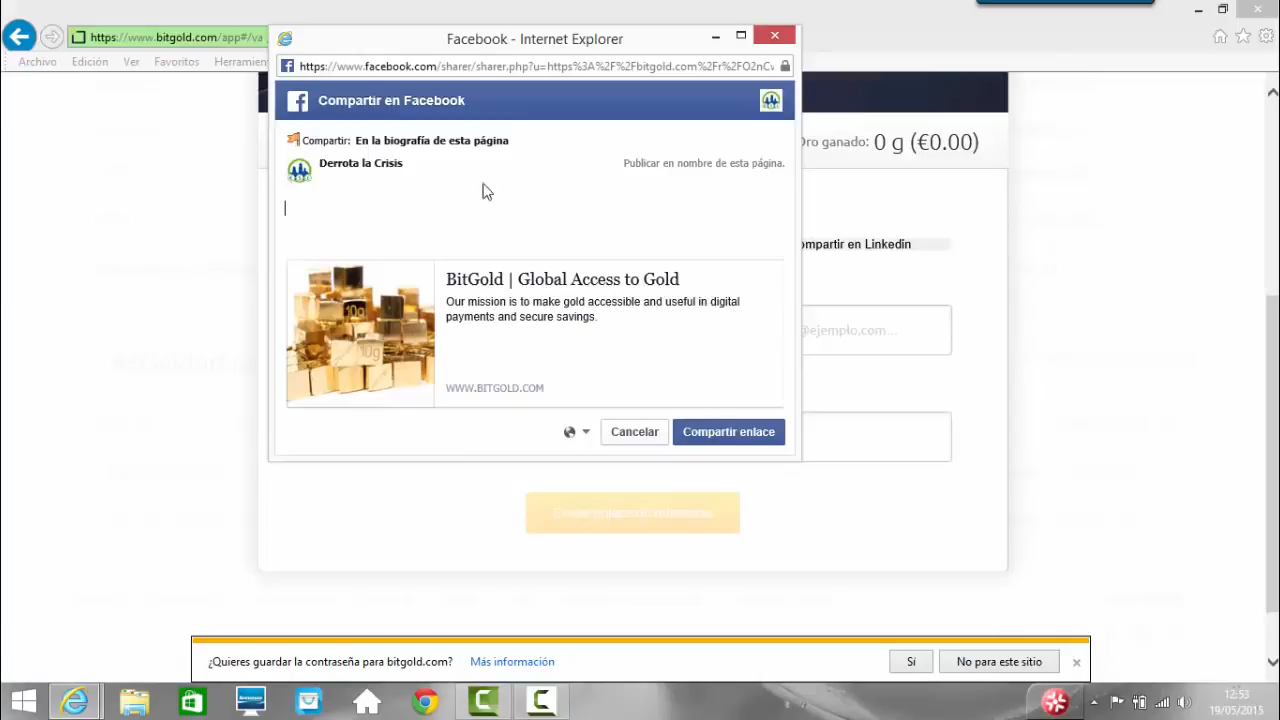 https://www.bitgold.com/app#/va
Archivo Edición Ver Favoritos Herramien
Facebook - Internet Explorer
https://www.facebook.com/sharer/sharer.php?u=https%3A%2F%2Fbitgold.com%2Fr%2FO2nCv
Compartir en Facebook
Compartir: En la biografía de esta página
Derrota la Crisis
Publicar en nombre de esta página.
Oro ganado: 0 g (€0.00)
ompartir en Linkedin
BitGold | Global Access to Gold
Our mission is to make gold accessible and useful in digital
payments and secure savings.
@ejemplo.com...
10g
10g
WWW.BITGOLD.COM
Cancelar
Compartir enlace
¿Quieres guardar la contraseña para bitgold.com? Más información
Sí
No para este sitio
12:53
19/05/2015